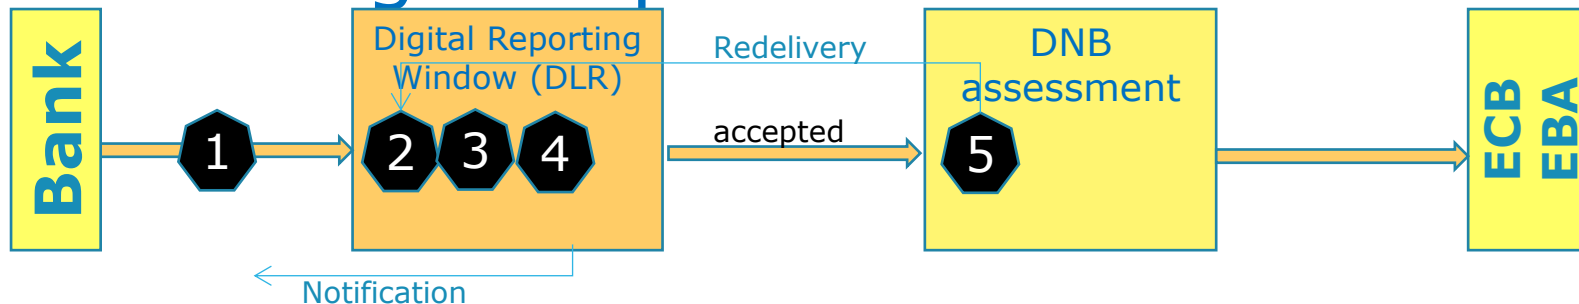 Bank
1
Digital Reporting
Window (DLR)
2
3
4
Redelivery
accepted
DNB
assessment
5
ECB
EBA
Notification